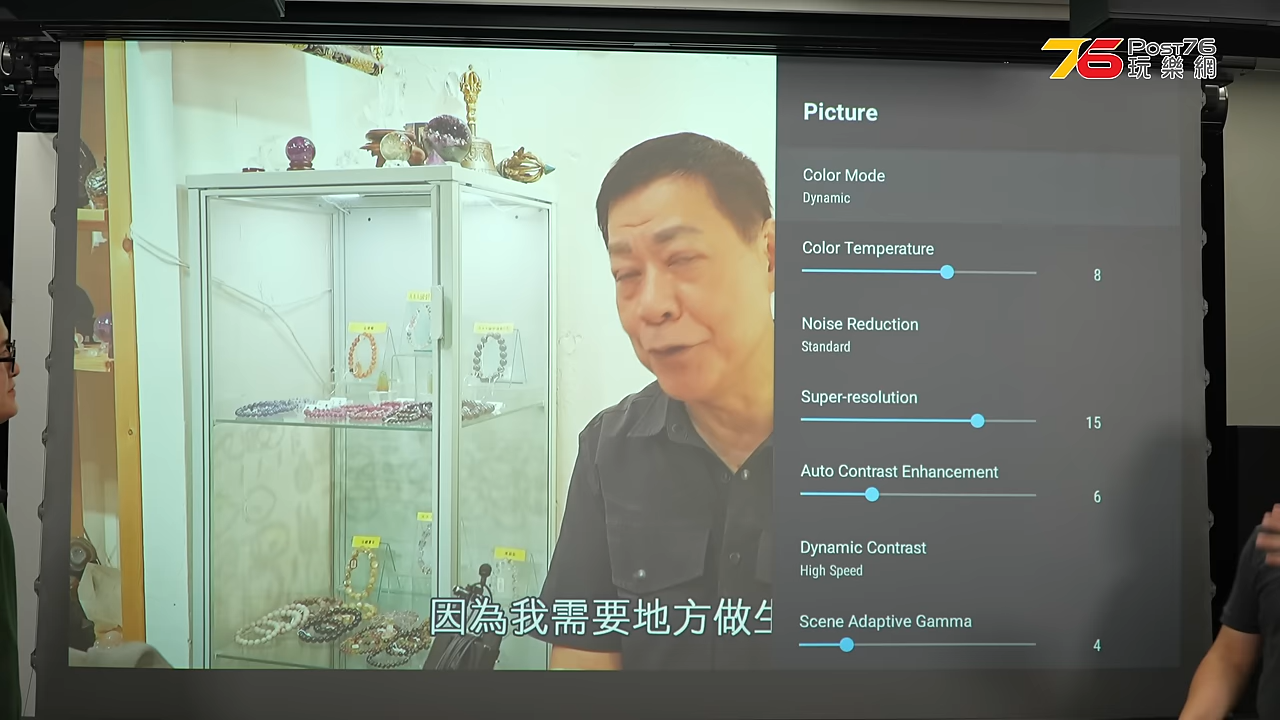 76 Post76
玩樂網
Picture
Color Mode
Dynamic
Color Temperature
8
Noise Reduction
Standard
Super-resolution
15
Auto Contrast Enhancement
6
Dynamic Contrast
High Speed
Scene Adaptive Gamma
4
因為我需要地方做生